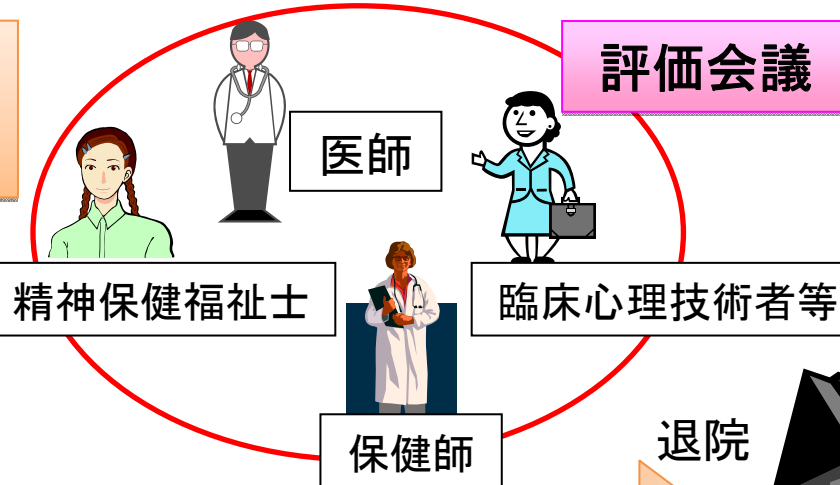 評価会議
医師
精神保健福祉士
臨床心理技術者等
保健師
退院